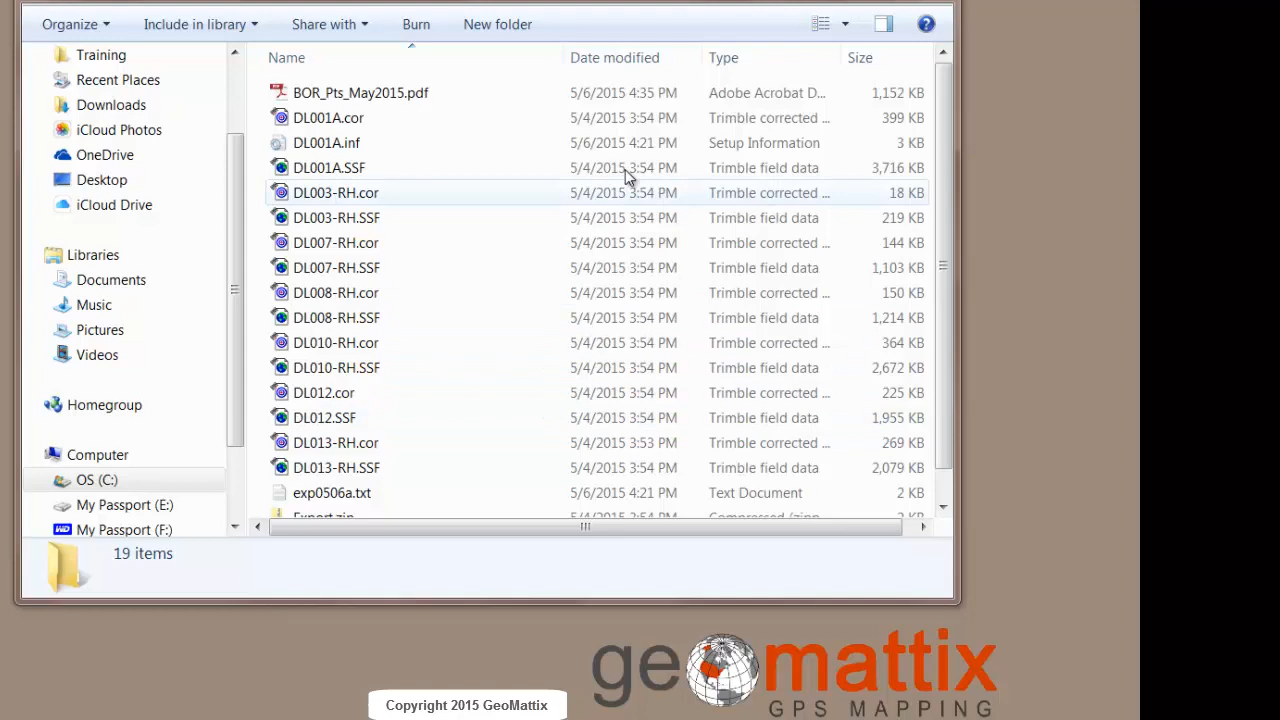 Organize Include in library Share with Burn New folder
Name Date modified Type Size
Training
Recent Places
Downloads
iCloud Photos
OneDrive
Desktop
iCloud Drive
Libraries
Documents
Music
Pictures
Videos
Homegroup
Computer
OS (C:)
My Passport (E:)
My Passport (F:)
BOR_Pts_May2015.pdf 5/6/2015 4:35 PM Adobe Acrobat D... 1,152 KB
DL001A.cor 5/4/2015 3:54 PM Trimble corrected ... 399 KB
DL001A.inf 5/6/2015 4:21 PM Setup Information 3 KB
DL001A.SSF 5/4/2015 3:54 PM Trimble field data 3,716 KB
DL003-RH.cor 5/4/2015 3:54 PM Trimble corrected ... 18 KB
DL003-RH.SSF 5/4/2015 3:54 PM Trimble field data 219 KB
DL007-RH.cor 5/4/2015 3:54 PM Trimble corrected ... 144 KB
DL007-RH.SSF 5/4/2015 3:54 PM Trimble field data 1,103 KB
DL008-RH.cor 5/4/2015 3:54 PM Trimble corrected ... 150 KB
DL008-RH.SSF 5/4/2015 3:54 PM Trimble field data 1,214 KB
DL010-RH.cor 5/4/2015 3:54 PM Trimble corrected ... 364 KB
DL010-RH.SSF 5/4/2015 3:54 PM Trimble field data 2,672 KB
DL012.cor 5/4/2015 3:54 PM Trimble corrected ... 225 KB
DL012.SSF 5/4/2015 3:54 PM Trimble field data 1,955 KB
DL013-RH.cor 5/4/2015 3:53 PM Trimble corrected ... 269 KB
DL013-RH.SSF 5/4/2015 3:54 PM Trimble field data 2,079 KB
exp0506a.txt 5/6/2015 4:21 PM Text Document 2 KB
Export.zip 5/6/2015 4:21 PM Compressed (zipp... 2 KB
19 items
geomattix
GPS MAPPING
Copyright 2015 GeoMattix